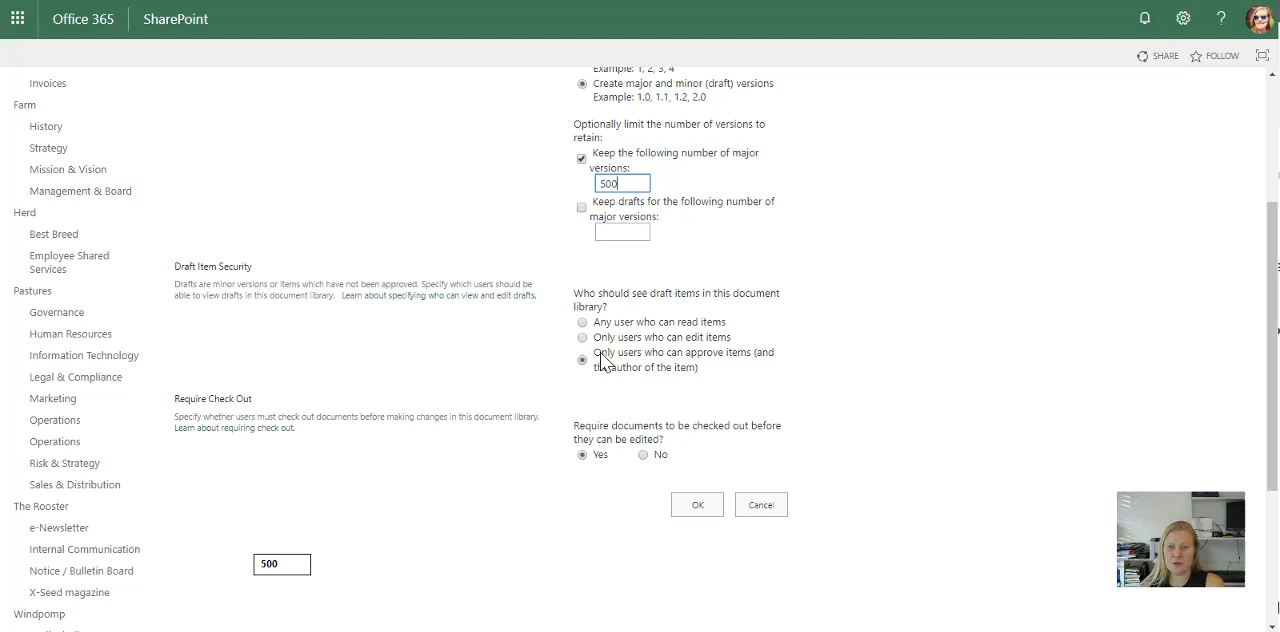 Office 365
SharePoint
?
SHARE
FOLLOW
Invoices
Farm
History
Strategy
Mission & Vision
Management & Board
Herd
Best Breed
Employee Shared
Services
Pastures
Governance
Human Resources
Information Technology
Legal & Compliance
Marketing
Operations
Operations
Risk & Strategy
Sales & Distribution
The Rooster
e-Newsletter
Internal Communication
Notice / Bulletin Board
X-Seed magazine
Windpomp
Draft Item Security
Drafts are minor versions or items which have not been approved. Specify which users should be
able to view drafts in this document library. Learn about specifying who can view and edit drafts.
Require Check Out
Specify whether users must check out documents before making changes in this document library.
Learn about requiring check out.
500
Example: 1, 2, 3, 4
Create major and minor (draft) versions
Example: 1.0, 1.1, 1.2, 2.0
Optionally limit the number of versions to
retain:
Keep the following number of major
versions:
500
Keep drafts for the following number of
major versions:
Who should see draft items in this document
library?
Any user who can read items
Only users who can edit items
Only users who can approve items (and
the author of the item)
Require documents to be checked out before
they can be edited?
Yes
No
OK
Cancel